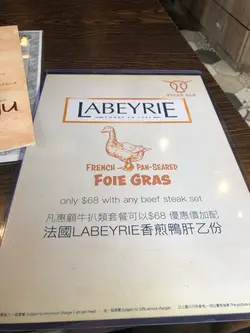 LABEYRIE
FRENCH PAN-SEARED
FOIE GRAS
only $68 with any beef steak set
凡惠顧牛扒類套餐可以$68 優惠價加配
法國LABEYRIE香煎鴨肝乙份